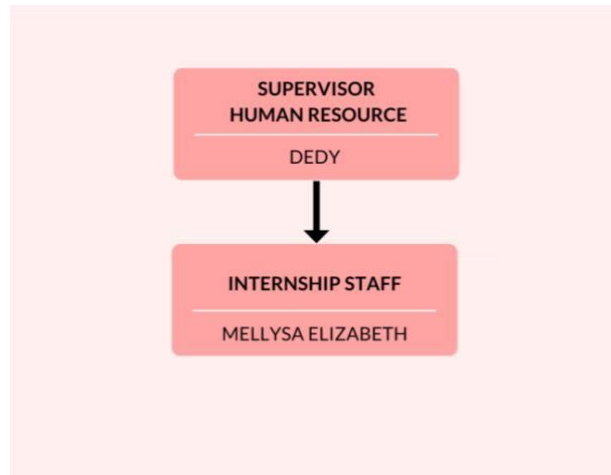 SUPERVISOR
HUMAN RESOURCE
DEDY
INTERNSHIP STAFF
MELLYSA ELIZABETH